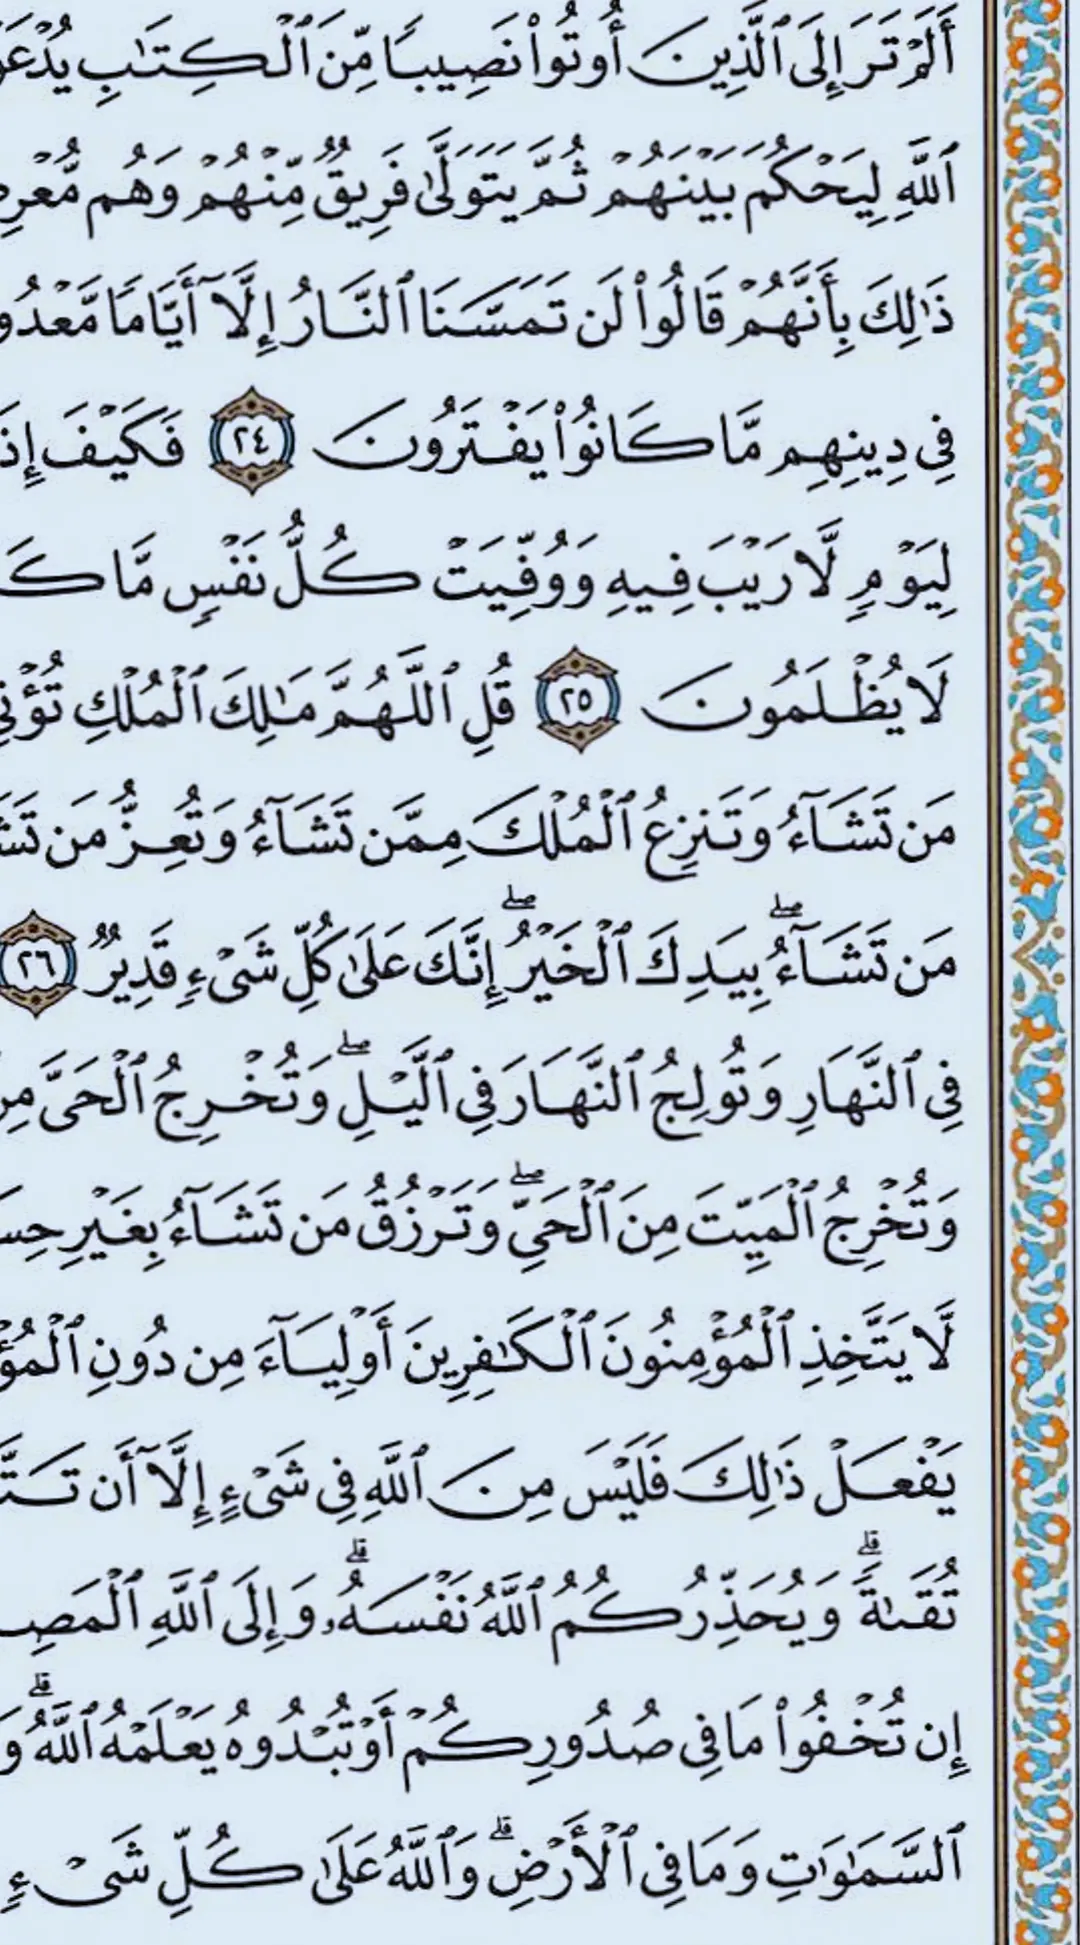 أَلَمْ تَرَ إِلَى ٱلَّذِينَ أُوتُوا۟ نَصِيبًا مِّنَ ٱلْكِتَٰبِ يُدْعَوْ
ٱللَّهِ لِيَحْكُمَ بَيْنَهُمْ ثُمَّ يَتَوَلَّىٰ فَرِيقٌ مِّنْهُمْ وَهُم مُّعْرِ
ذَٰلِكَ بِأَنَّهُمْ قَالُوا۟ لَن تَمَسَّنَا ٱلنَّارُ إِلَّآ أَيَّامًا مَّعْدُو
فِى دِينِهِم مَّا كَانُوا۟ يَفْتَرُونَ ٢٤ فَكَيْفَ إِذَ
لِيَوْمٍ لَّا رَيْبَ فِيهِ وَوُفِّيَتْ كُلُّ نَفْسٍ مَّا كَ
لَا يُظْلَمُونَ ٢٥ قُلِ ٱللَّهُمَّ مَٰلِكَ ٱلْمُلْكِ تُؤْتِى
مَن تَشَآءُ وَتَنزِعُ ٱلْمُلْكَ مِمَّن تَشَآءُ وَتُعِزُّ مَن تَشَ
مَن تَشَآءُ ۖ بِيَدِكَ ٱلْخَيْرُ ۖ إِنَّكَ عَلَىٰ كُلِّ شَىْءٍ قَدِيرٌ ٢٦
فِى ٱلنَّهَارِ وَتُولِجُ ٱلنَّهَارَ فِى ٱلَّيْلِ ۖ وَتُخْرِجُ ٱلْحَىَّ مِنَ
وَتُخْرِجُ ٱلْمَيِّتَ مِنَ ٱلْحَىِّ ۖ وَتَرْزُقُ مَن تَشَآءُ بِغَيْرِ حِسَ
لَّا يَتَّخِذِ ٱلْمُؤْمِنُونَ ٱلْكَٰفِرِينَ أَوْلِيَآءَ مِن دُونِ ٱلْمُؤْ
يَفْعَلْ ذَٰلِكَ فَلَيْسَ مِنَ ٱللَّهِ فِى شَىْءٍ إِلَّآ أَن تَتَّ
تُقَىٰةً ۗ وَيُحَذِّرُكُمُ ٱللَّهُ نَفْسَهُۥ ۗ وَإِلَى ٱللَّهِ ٱلْمَصِ
إِن تُخْفُوا۟ مَا فِى صُدُورِكُمْ أَوْ تُبْدُوهُ يَعْلَمْهُ ٱللَّهُ ۗ وَ
ٱلسَّمَٰوَٰتِ وَمَا فِى ٱلْأَرْضِ ۗ وَٱللَّهُ عَلَىٰ كُلِّ شَىْءٍ